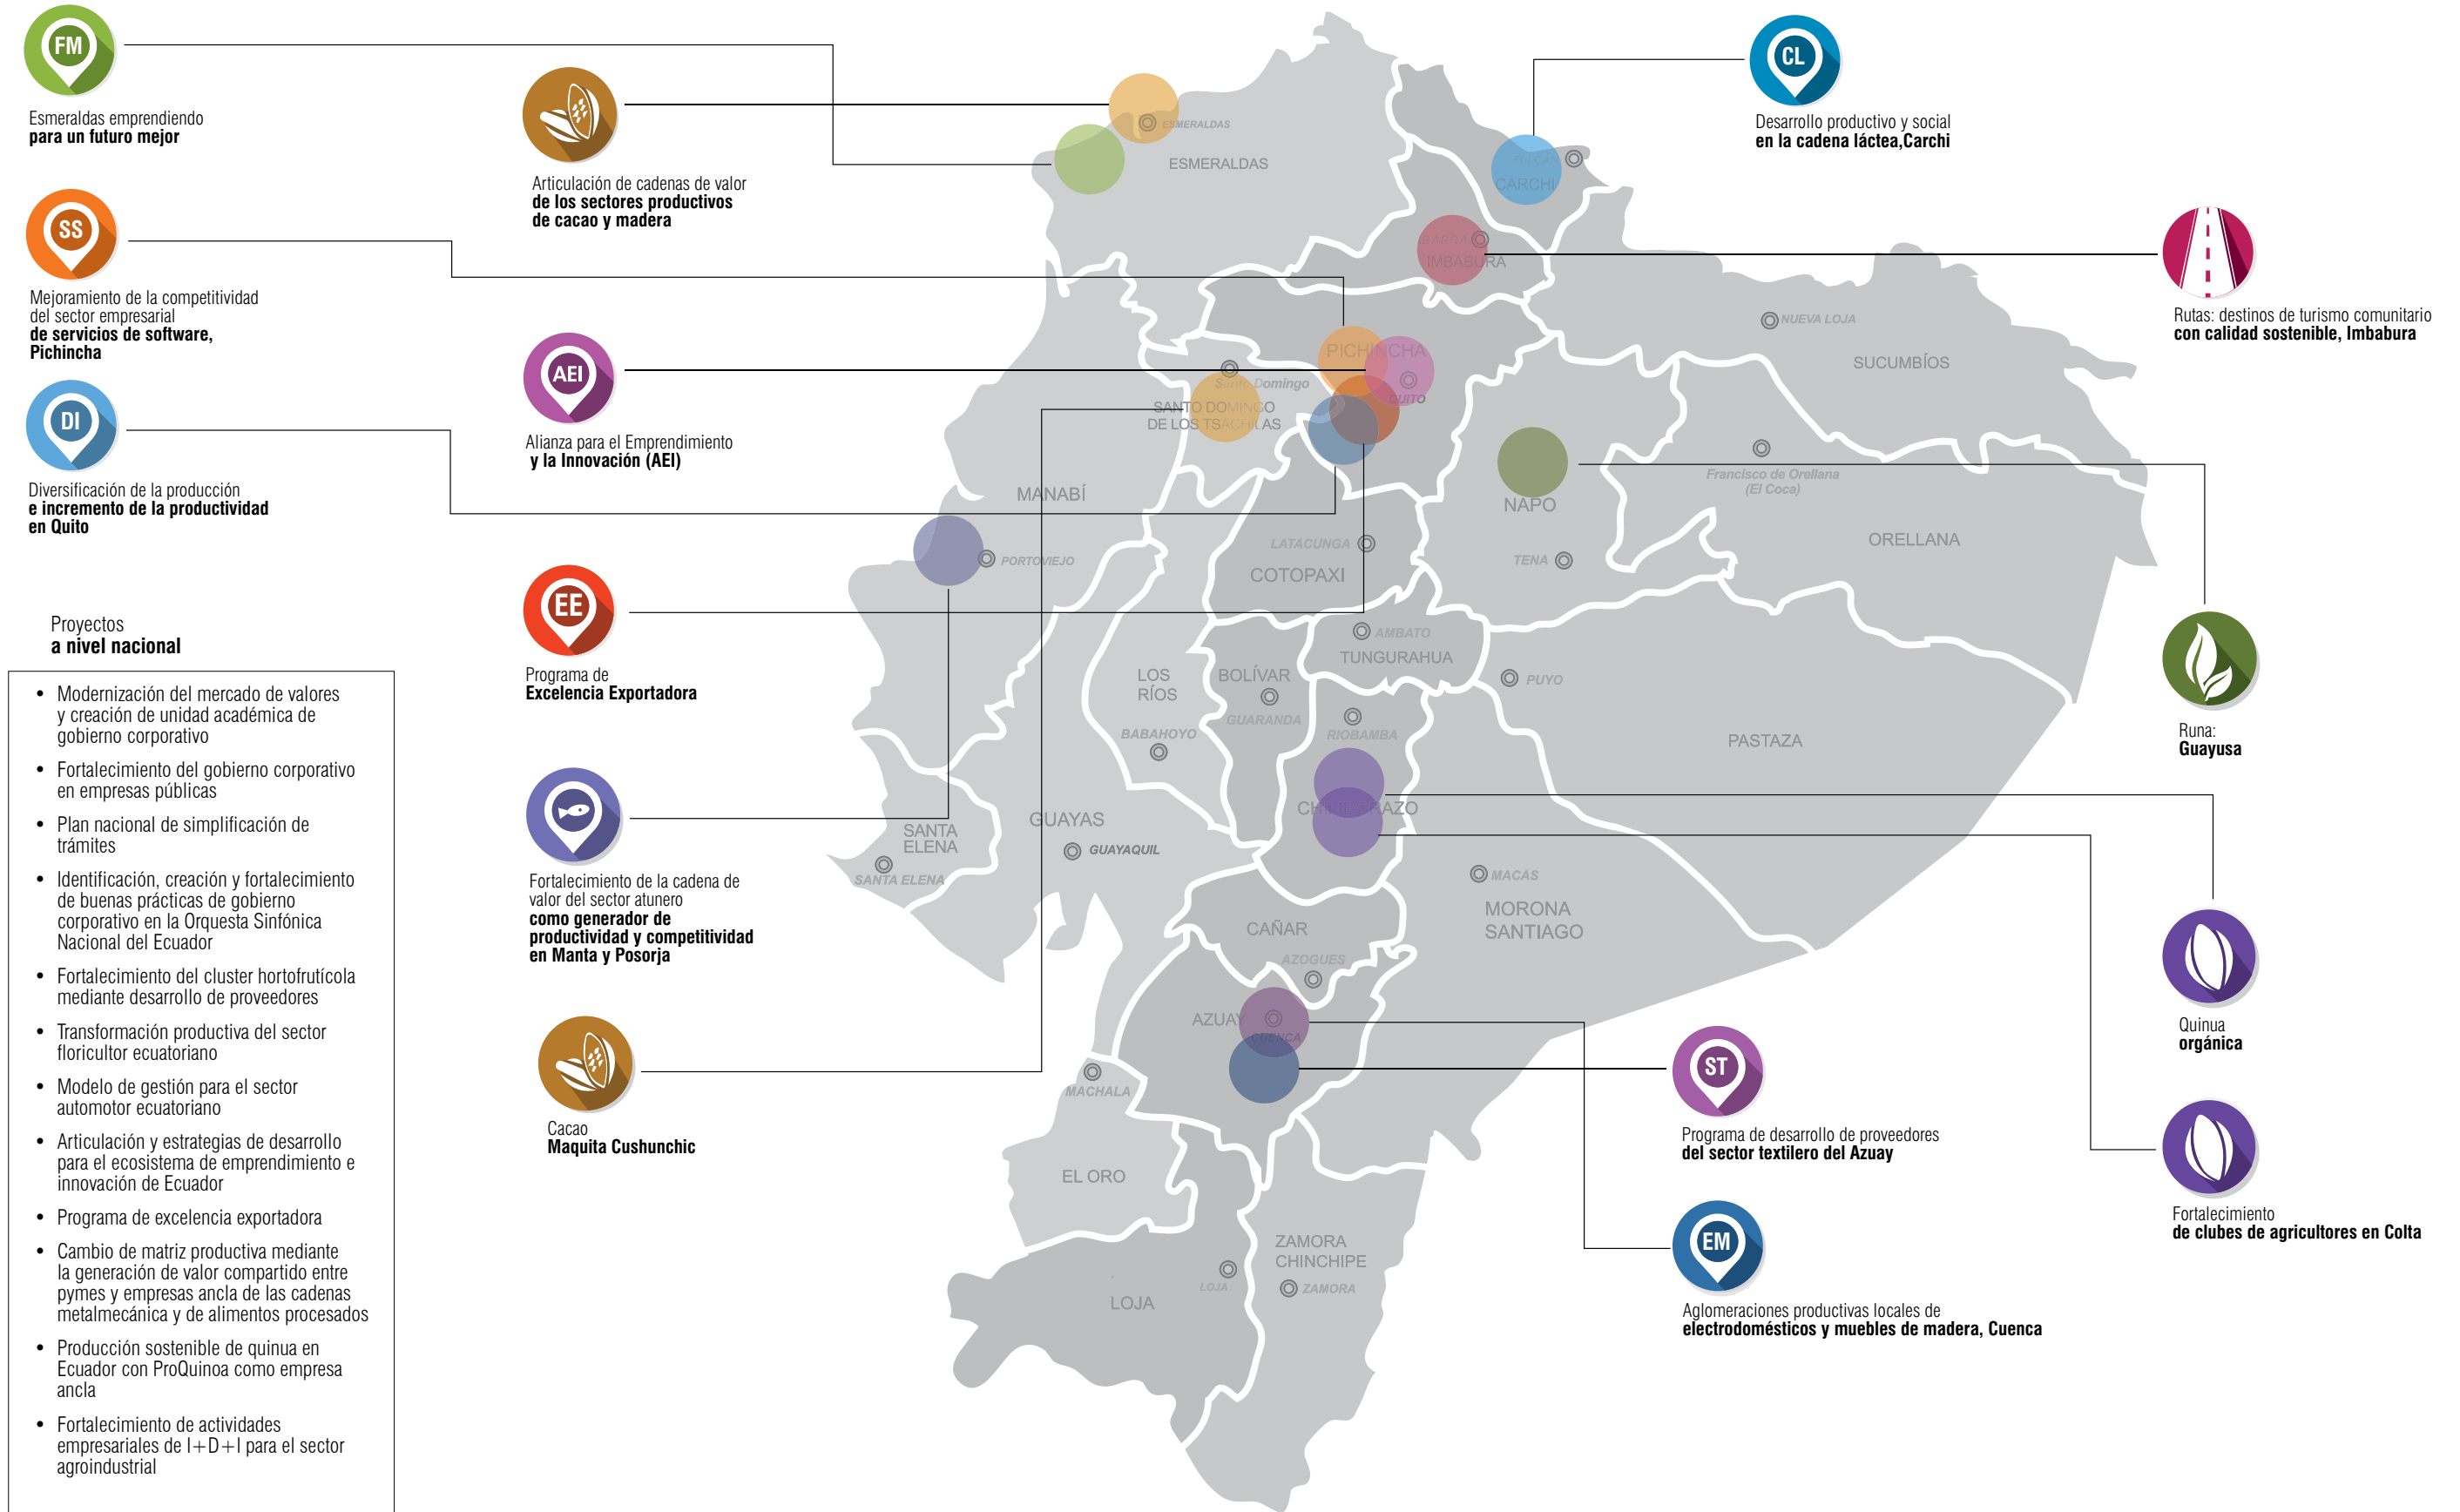 FM
Esmeraldas emprendiendo
para un futuro mejor
SS
Mejoramiento de la competitividad
del sector empresarial
de servicios de software,
Pichincha
DI
Diversificación de la producción
e incremento de la productividad
en Quito
Proyectos
a nivel nacional
• Modernización del mercado de valores
y creación de unidad académica de
gobierno corporativo
• Fortalecimiento del gobierno corporativo
en empresas públicas
• Plan nacional de simplificación de
trámites
• Identificación, creación y fortalecimiento
de buenas prácticas de gobierno
corporativo en la Orquesta Sinfónica
Nacional del Ecuador
• Fortalecimiento del cluster hortofrutícola
mediante desarrollo de proveedores
• Transformación productiva del sector
floricultor ecuatoriano
• Modelo de gestión para el sector
automotor ecuatoriano
• Articulación y estrategias de desarrollo
para el ecosistema de emprendimiento e
innovación de Ecuador
• Programa de excelencia exportadora
• Cambio de matriz productiva mediante
la generación de valor compartido entre
pymes y empresas ancla de las cadenas
metalmecánica y de alimentos procesados
• Producción sostenible de quinua en
Ecuador con ProQuinoa como empresa
ancla
• Fortalecimiento de actividades
empresariales de I+D+I para el sector
agroindustrial
Articulación de cadenas de valor
de los sectores productivos
de cacao y madera
AEI
Alianza para el Emprendimiento
y la Innovación (AEI)
EE
Programa de
Excelencia Exportadora
Fortalecimiento de la cadena de
valor del sector atunero
como generador de
productividad y competitividad
en Manta y Posorja
Cacao
Maquita Cushunchic
ESMERALDAS
ESMERALDAS
TULCÁN
CARCHI
IBARRA
IMBABURA
NUEVA LOJA
SUCUMBÍOS
PICHINCHA
QUITO
Santo Domingo
SANTO DOMINGO
DE LOS TSÁCHILAS
Francisco de Orellana
(El Coca)
ORELLANA
NAPO
TENA
MANABÍ
PORTOVIEJO
LATACUNGA
COTOPAXI
AMBATO
TUNGURAHUA
PUYO
PASTAZA
LOS
RÍOS
BABAHOYO
BOLÍVAR
GUARANDA
RIOBAMBA
CHIMBORAZO
GUAYAS
GUAYAQUIL
SANTA
ELENA
SANTA ELENA
MACAS
MORONA
SANTIAGO
CAÑAR
AZOGUES
AZUAY
CUENCA
MACHALA
EL ORO
LOJA
LOJA
ZAMORA
CHINCHIPE
ZAMORA
CL
Desarrollo productivo y social
en la cadena láctea,Carchi
Rutas: destinos de turismo comunitario
con calidad sostenible, Imbabura
Runa:
Guayusa
Quinua
orgánica
Fortalecimiento
de clubes de agricultores en Colta
ST
Programa de desarrollo de proveedores
del sector textilero del Azuay
EM
Aglomeraciones productivas locales de
electrodomésticos y muebles de madera, Cuenca